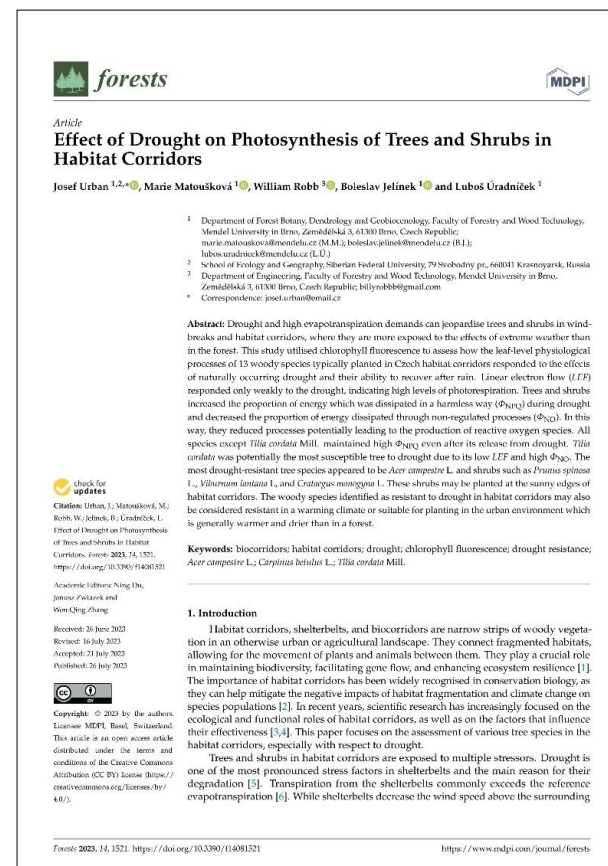 forests
MDPI
Article
Effect of Drought on Photosynthesis of Trees and Shrubs in
Habitat Corridors
Josef Urban 1,2,*, Marie Matoušková 1, William Robb 3, Boleslav Jelínek 1 and Luboš Úradníček 1
1 Department of Forest Botany, Dendrology and Geobiocenology, Faculty of Forestry and Wood Technology,
Mendel University in Brno, Zemědělská 3, 61300 Brno, Czech Republic;
marie.matouskova@mendelu.cz (M.M.); boleslav.jelinek@mendelu.cz (B.J.);
lubos.uradnicek@mendelu.cz (L.Ú.)
2 School of Ecology and Geography, Siberian Federal University, 79 Svobodny pr., 660041 Krasnoyarsk, Russia
3 Department of Engineering, Faculty of Forestry and Wood Technology, Mendel University in Brno,
Zemědělská 3, 61300 Brno, Czech Republic; billyrobbb@gmail.com
* Correspondence: josef.urban@email.cz
Abstract: Drought and high evapotranspiration demands can jeopardise trees and shrubs in wind-
breaks and habitat corridors, where they are more exposed to the effects of extreme weather than
in the forest. This study utilised chlorophyll fluorescence to assess how the leaf-level physiological
processes of 13 woody species typically planted in Czech habitat corridors responded to the effects
of naturally occurring drought and their ability to recover after rain. Linear electron flow (LEF)
responded only weakly to the drought, indicating high levels of photorespiration. Trees and shrubs
increased the proportion of energy which was dissipated in a harmless way (ΦNPQ) during drought
and decreased the proportion of energy dissipated through non-regulated processes (ΦNO). In this
way, they reduced processes potentially leading to the production of reactive oxygen species. All
species except Tilia cordata Mill. maintained high ΦNPQ even after its release from drought. Tilia
cordata was potentially the most susceptible tree to drought due to its low LEF and high ΦNO. The
most drought-resistant tree species appeared to be Acer campestre L. and shrubs such as Prunus spinosa
L., Viburnum lantana L, and Crataegus monogyna L. These shrubs may be planted at the sunny edges of
habitat corridors. The woody species identified as resistant to drought in habitat corridors may also
be considered resistant in a warming climate or suitable for planting in the urban environment which
is generally warmer and drier than in a forest.
Keywords: biocorridors; habitat corridors; drought; chlorophyll fluorescence; drought resistance;
Acer campestre L.; Carpinus betulus L.; Tilia cordata Mill.
check for
updates
Citation: Urban, J.; Matoušková, M.;
Robb, W.; Jelínek, B.; Úradníček, L.
Effect of Drought on Photosynthesis
of Trees and Shrubs in Habitat
Corridors. Forests 2023, 14, 1521.
https://doi.org/10.3390/f14081521
Academic Editors: Ning Du,
Janusz Zwiazek and
Wen-Qing Zhang
Received: 26 June 2023
Revised: 16 July 2023
Accepted: 21 July 2023
Published: 26 July 2023
cc BY
Copyright: © 2023 by the authors.
Licensee MDPI, Basel, Switzerland.
This article is an open access article
distributed under the terms and
conditions of the Creative Commons
Attribution (CC BY) license (https://
creativecommons.org/licenses/by/
4.0/).
1. Introduction
Habitat corridors, shelterbelts, and biocorridors are narrow strips of woody vegeta-
tion in an otherwise urban or agricultural landscape. They connect fragmented habitats,
allowing for the movement of plants and animals between them. They play a crucial role
in maintaining biodiversity, facilitating gene flow, and enhancing ecosystem resilience [1].
The importance of habitat corridors has been widely recognised in conservation biology, as
they can help mitigate the negative impacts of habitat fragmentation and climate change on
species populations [2]. In recent years, scientific research has increasingly focused on the
ecological and functional roles of habitat corridors, as well as on the factors that influence
their effectiveness [3,4]. This paper focuses on the assessment of various tree species in the
habitat corridors, especially with respect to drought.
Trees and shrubs in habitat corridors are exposed to multiple stressors. Drought is
one of the most pronounced stress factors in shelterbelts and the main reason for their
degradation [5]. Transpiration from the shelterbelts commonly exceeds the reference
evapotranspiration [6]. While shelterbelts decrease the wind speed above the surrounding
Forests 2023, 14, 1521. https://doi.org/10.3390/f14081521
https://www.mdpi.com/journal/forests